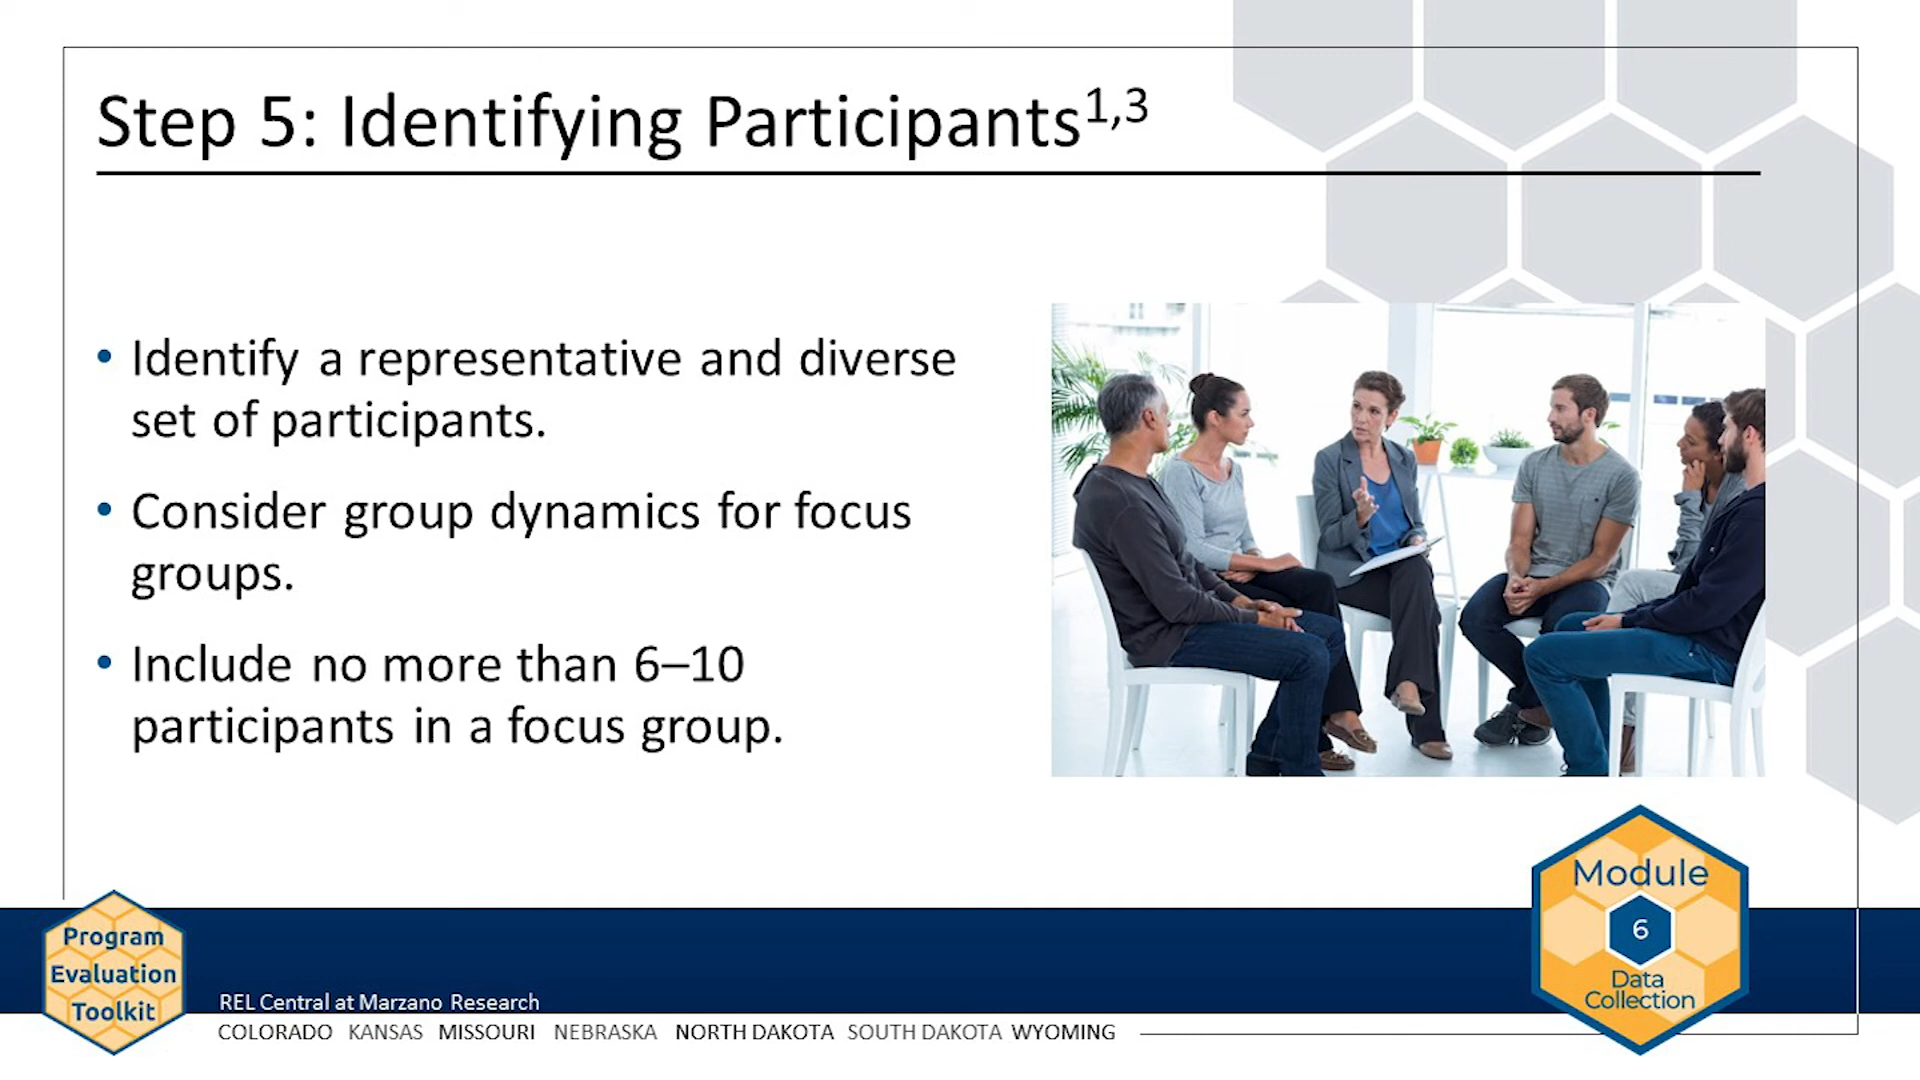 Step 5: Identifying Participants1,3
• Identify a representative and diverse
set of participants.
• Consider group dynamics for focus
groups.
• Include no more than 6–10
participants in a focus group.
Module
6
Data
Collection
Program
Evaluation
Toolkit
REL Central at Marzano Research
COLORADO KANSAS MISSOURI NEBRASKA NORTH DAKOTA SOUTH DAKOTA WYOMING